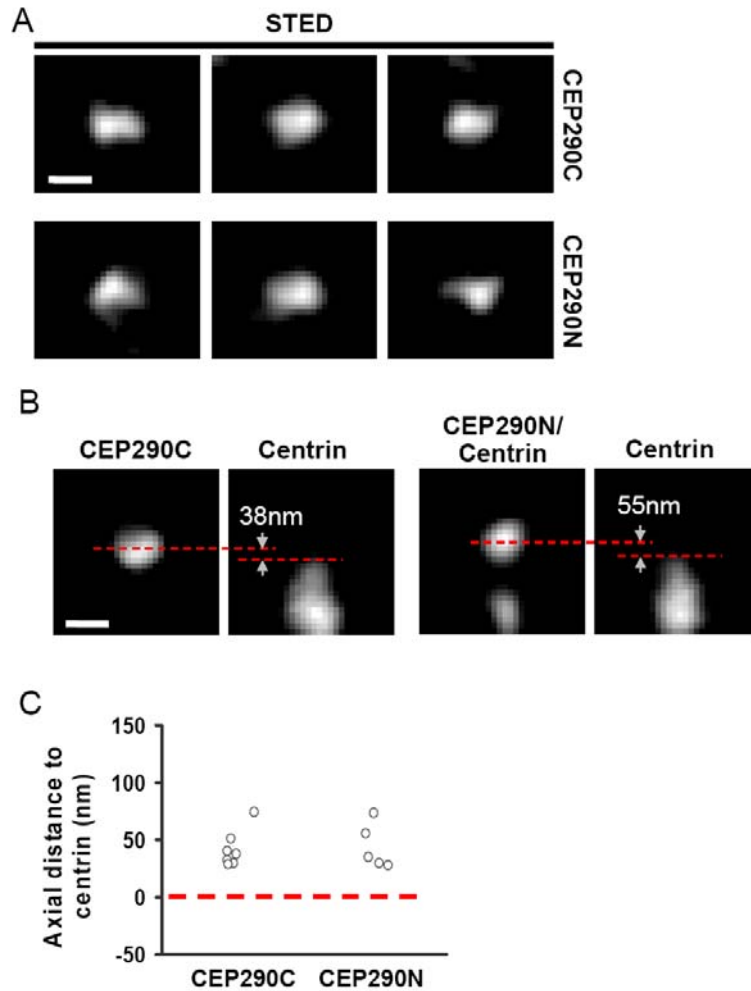 A
STED
CEP290C
CEP290N
B
CEP290C
Centrin
CEP290N/
Centrin
Centrin
38nm
55nm
C
Axial distance to
centrin (nm)
150
100
50
0
-50
CEP290C
CEP290N